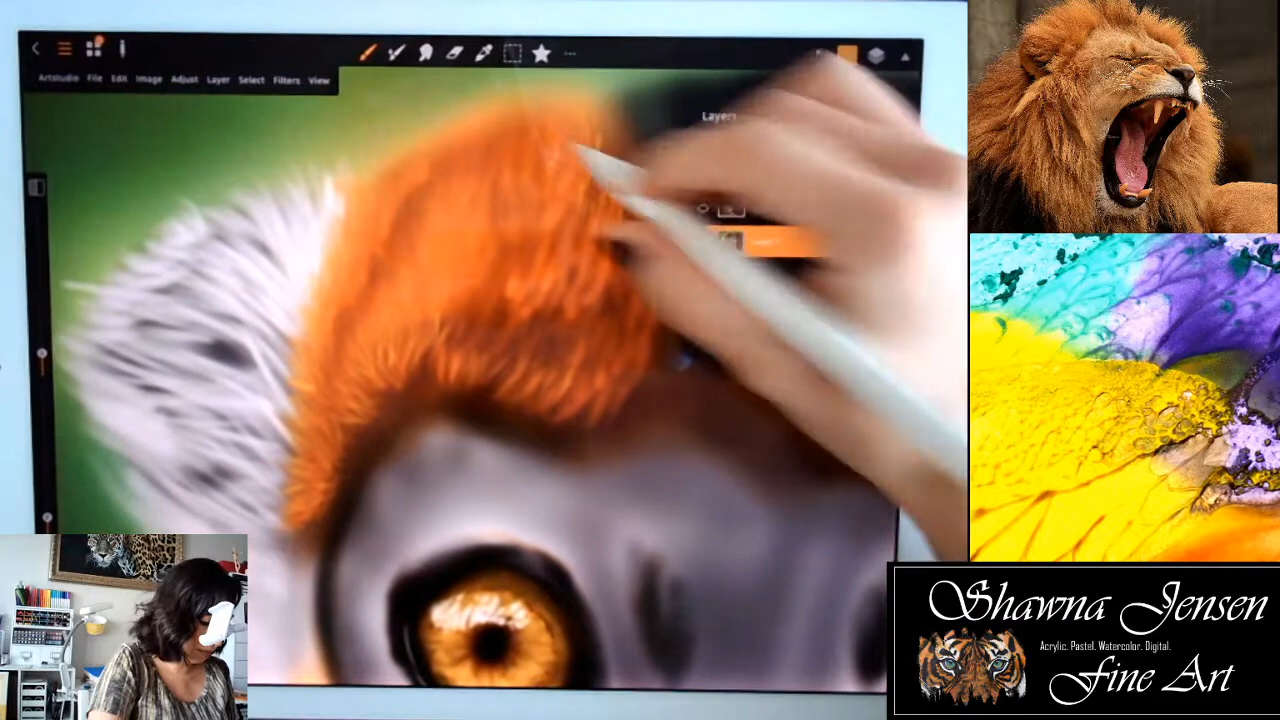 Artstudio File Edit Image Adjust Layer Select Filters View
Layers
Shawna Jensen
Acrylic. Pastel. Watercolor. Digital.
Fine Art